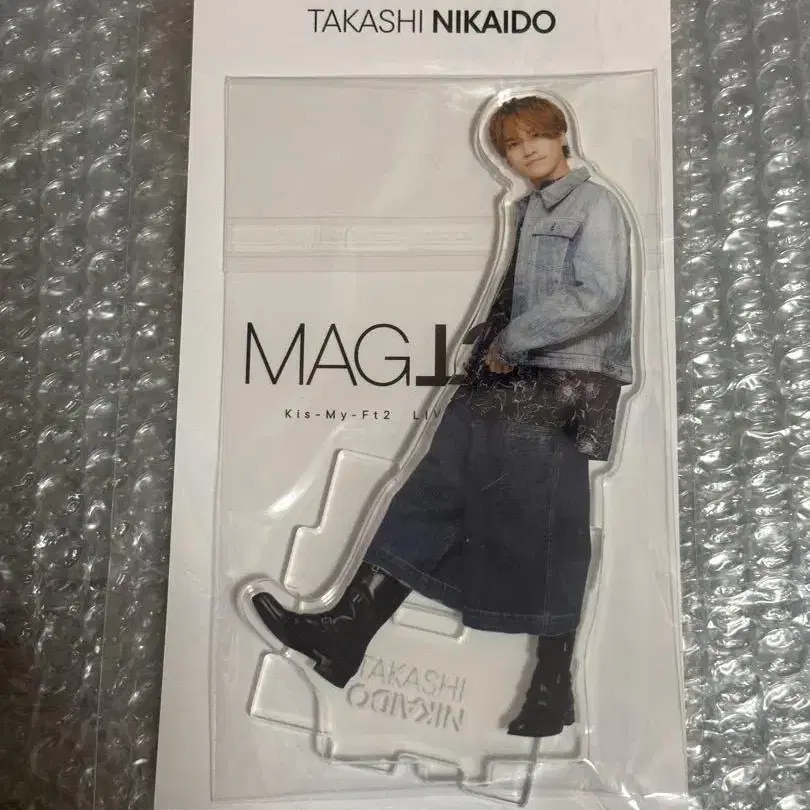 TAKASHI NIKAIDO
MAG
Kis-My-Ft2 LIV
TAKASHI
NIKAIDO